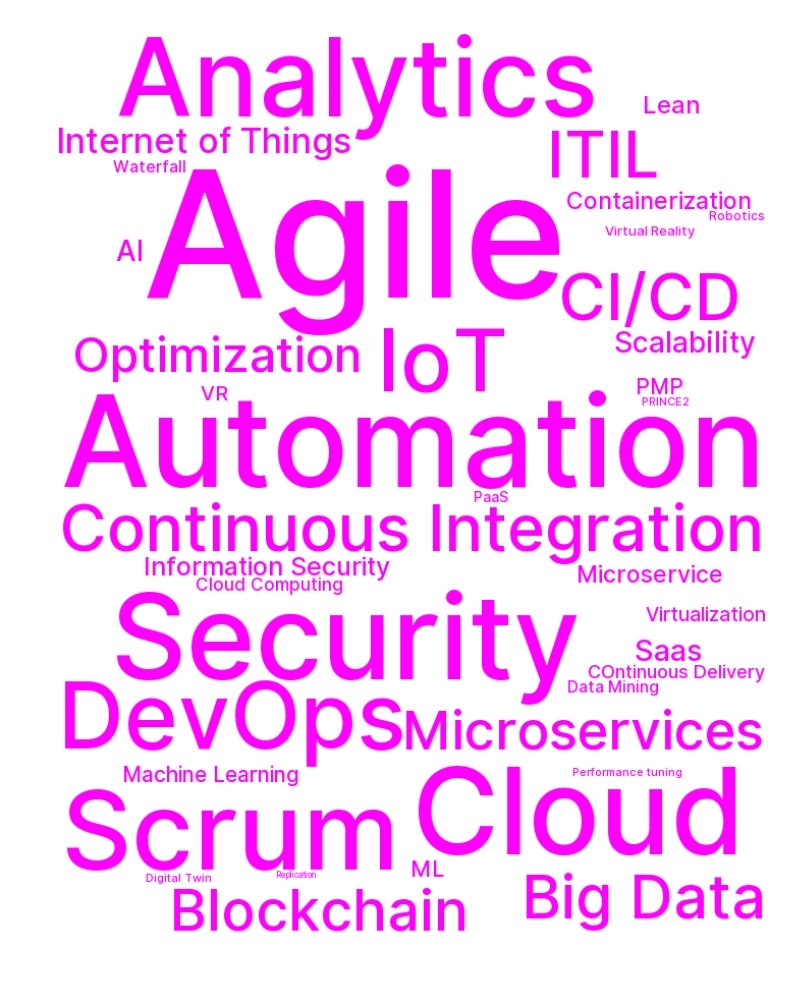 Analytics
Lean
Internet of Things
ITIL
Waterfall
Agile
Containerization
Robotics
Virtual Reality
AI
CI/CD
Optimization
IoT
Scalability
VR
PMP
PRINCE2
Automation
PaaS
Continuous Integration
Information Security
Microservice
Cloud Computing
Security
Virtualization
Saas
COntinuous Delivery
Data Mining
DevOps
Microservices
Machine Learning
Performance tuning
Cloud
Scrum
ML
Replication
Digital Twin
Big Data
Blockchain